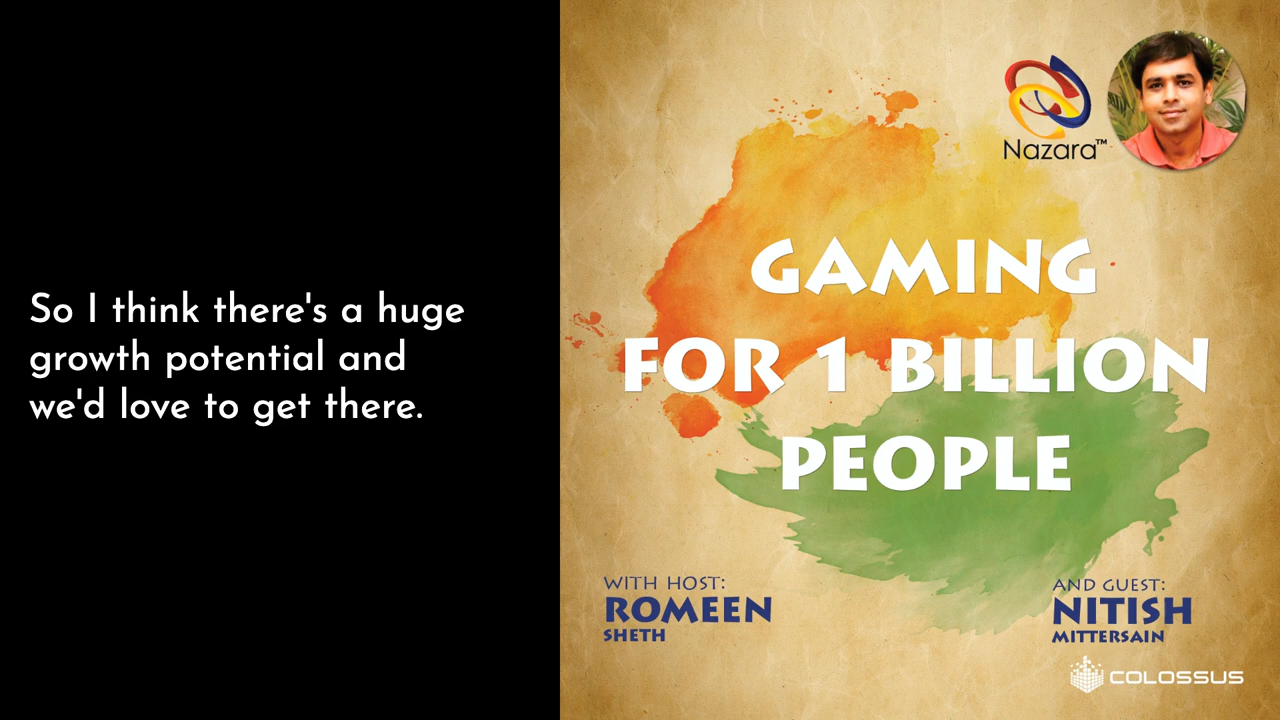 So I think there's a huge
growth potential and
we'd love to get there.
Nazara™
GAMING
FOR 1 BILLION
PEOPLE
WITH HOST:
ROMEEN
SHETH
AND GUEST:
NITISH
MITTERSAIN
COLOSSUS